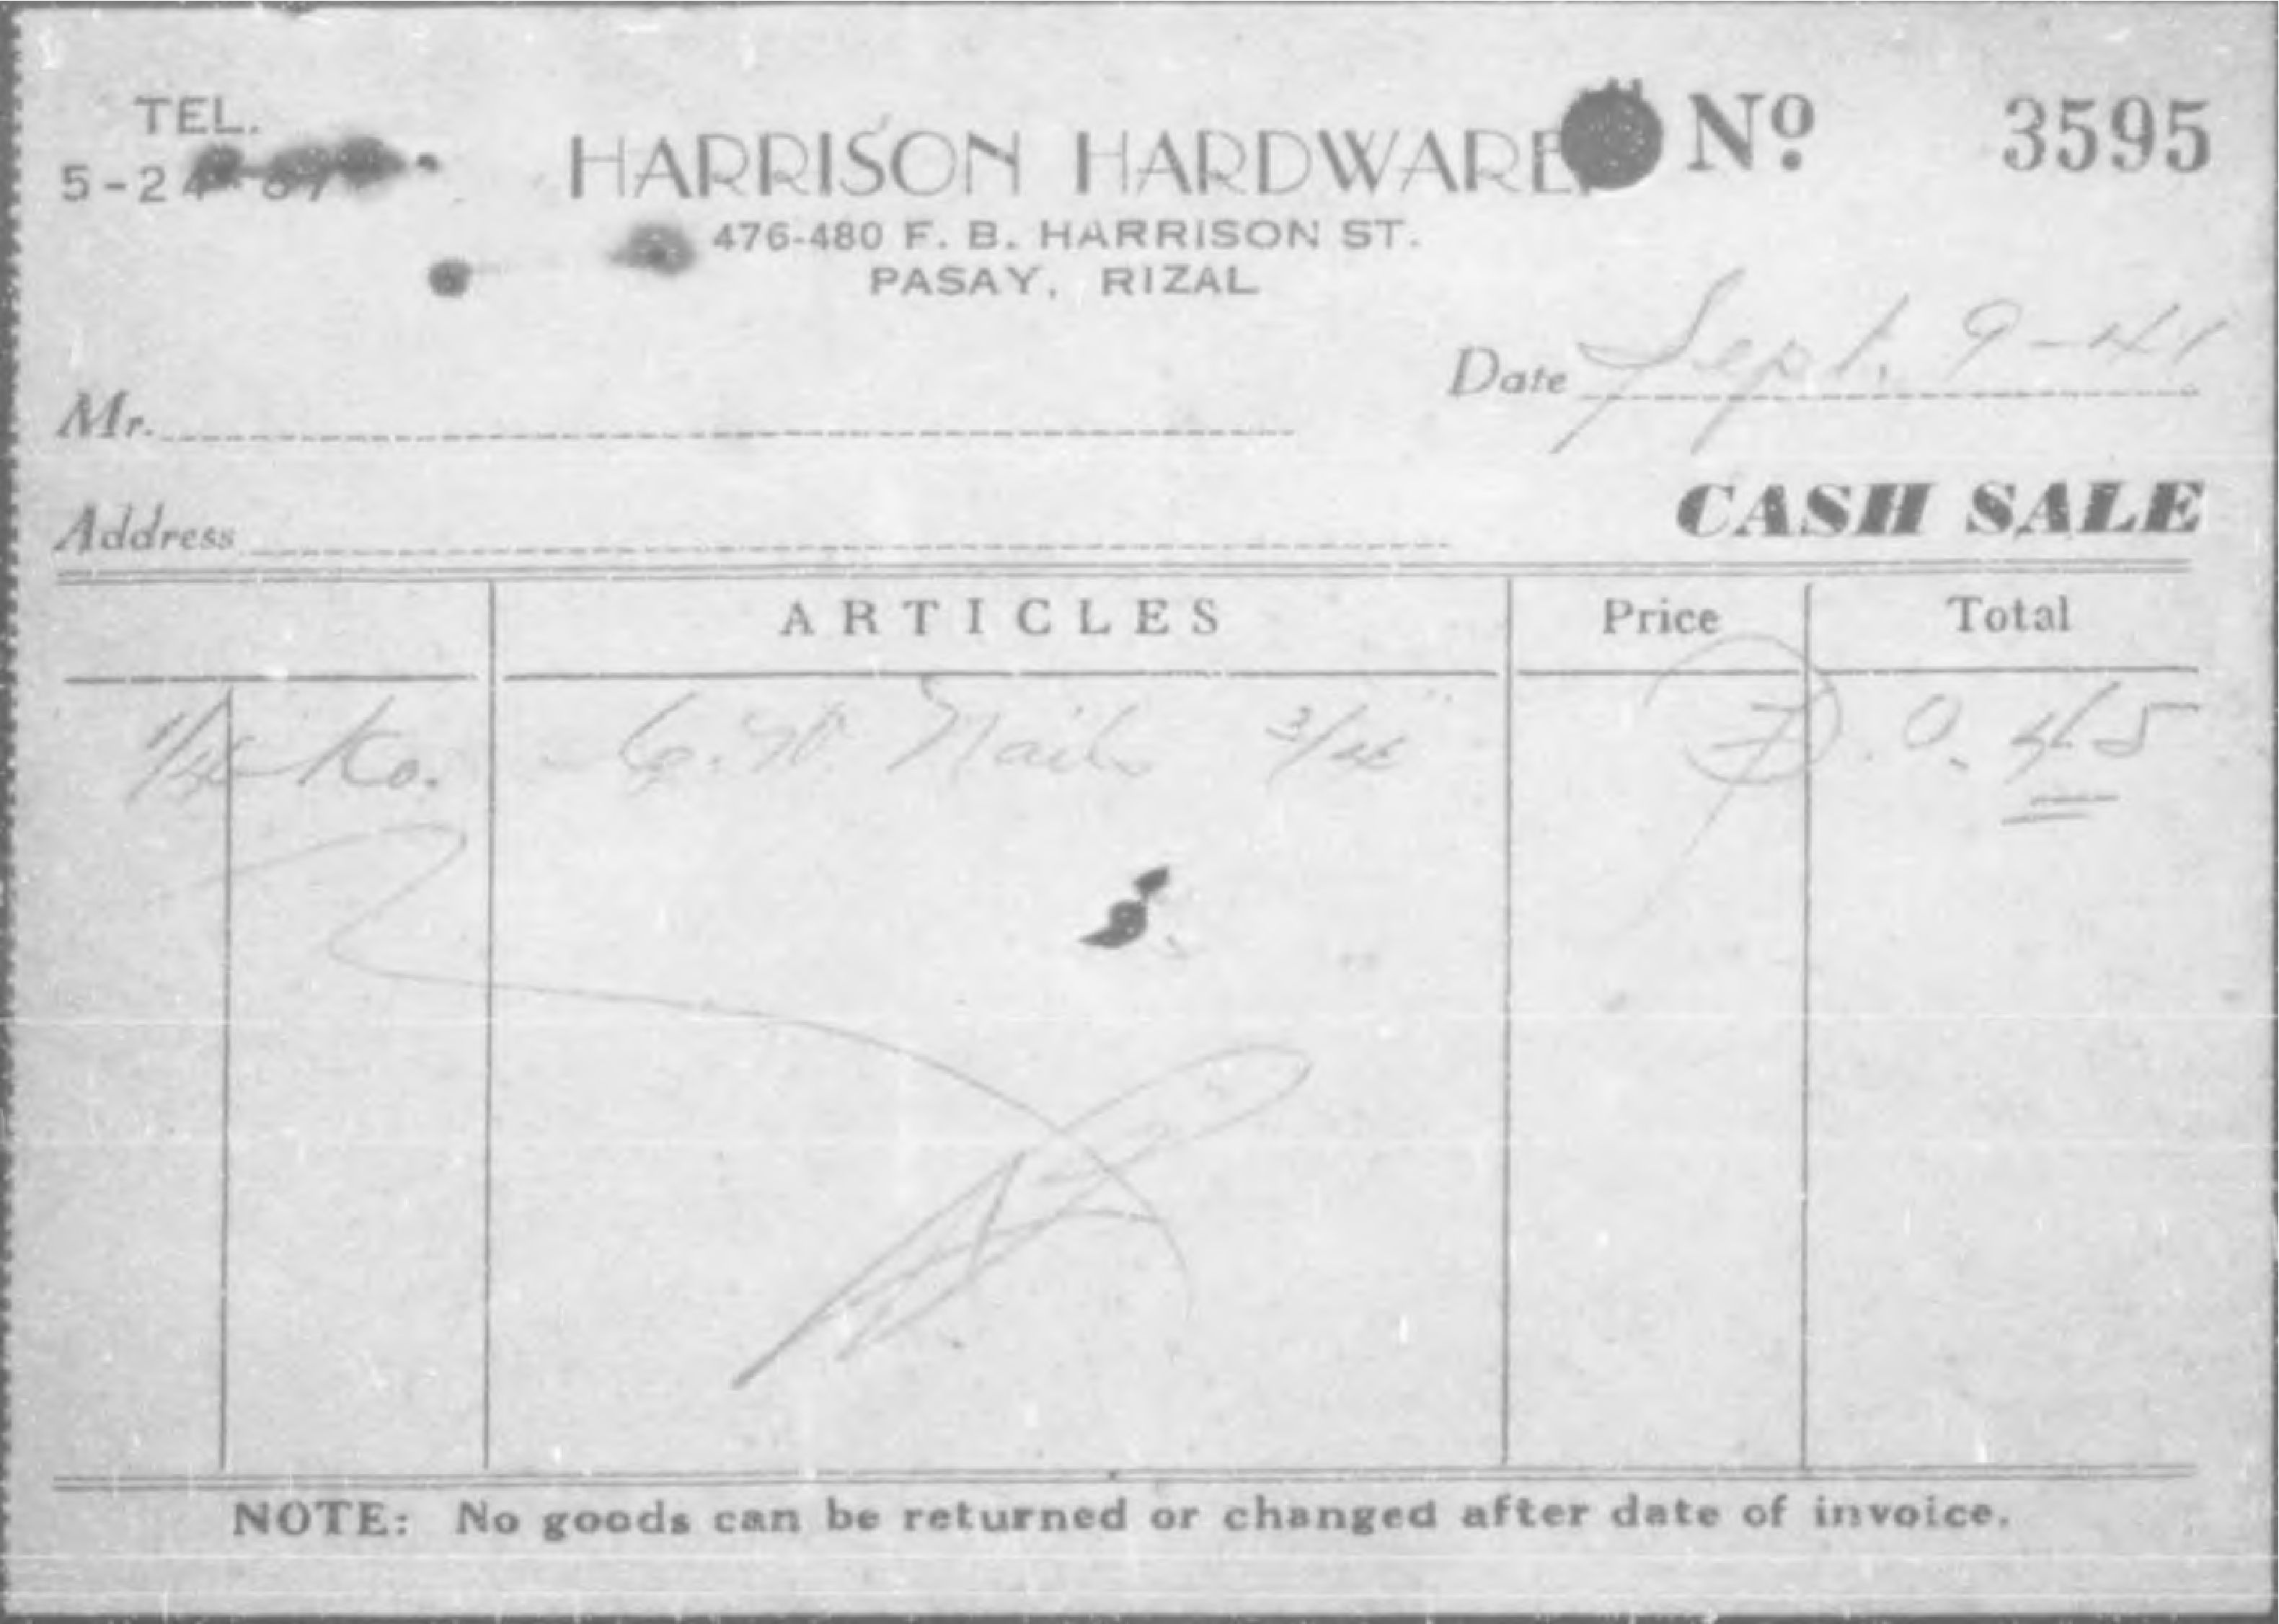 TEL.
HARRISON HARDWARE
Nº 3595
476-480 F. B. HARRISON ST.
PASAY, RIZAL
Date Sept. 9-41
Mr.
Address
CASH SALE
ARTICLES Price Total
1/4 Ko. Nails 3/4" 0.45
NOTE: No goods can be returned or changed after date of invoice.